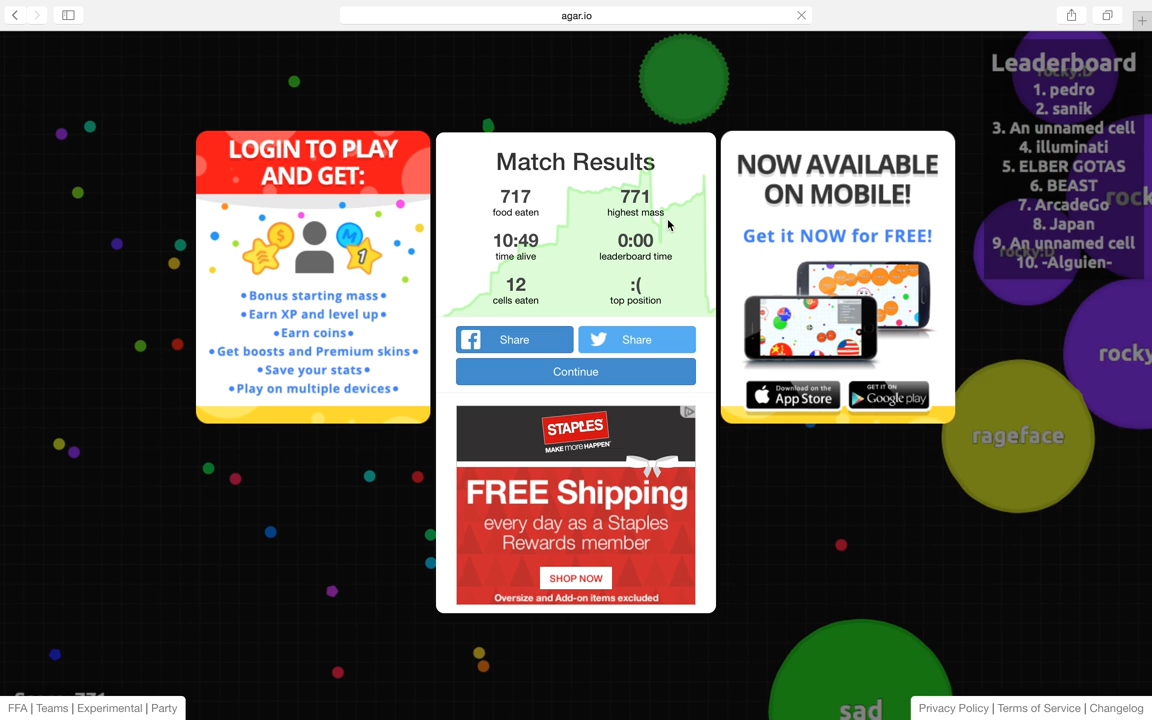 agar.io
Leaderboard
rocky:D
1. pedro
2. sanik
3. An unnamed cell
4. illuminati
5. ELBER GOTAS
6. BEAST
7. ArcadeGo
8. Japan
9. An unnamed cell
10. -Alguien-
rock
rocky:D
rocky
rageface
sad
LOGIN TO PLAY
AND GET:
$
M
1
•Bonus starting mass•
•Earn XP and level up•
•Earn coins•
•Get boosts and Premium skins•
•Save your stats•
•Play on multiple devices•
Match Results
717
food eaten
771
highest mass
10:49
time alive
0:00
leaderboard time
12
cells eaten
:(
top position
Share
Share
Continue
STAPLES
MAKE more HAPPEN™
FREE Shipping
every day as a Staples
Rewards member
SHOP NOW
Oversize and Add-on items excluded
NOW AVAILABLE
ON MOBILE!
Get it NOW for FREE!
Download on the
App Store
GET IT ON
Google play
FFA | Teams | Experimental | Party
Privacy Policy | Terms of Service | Changelog